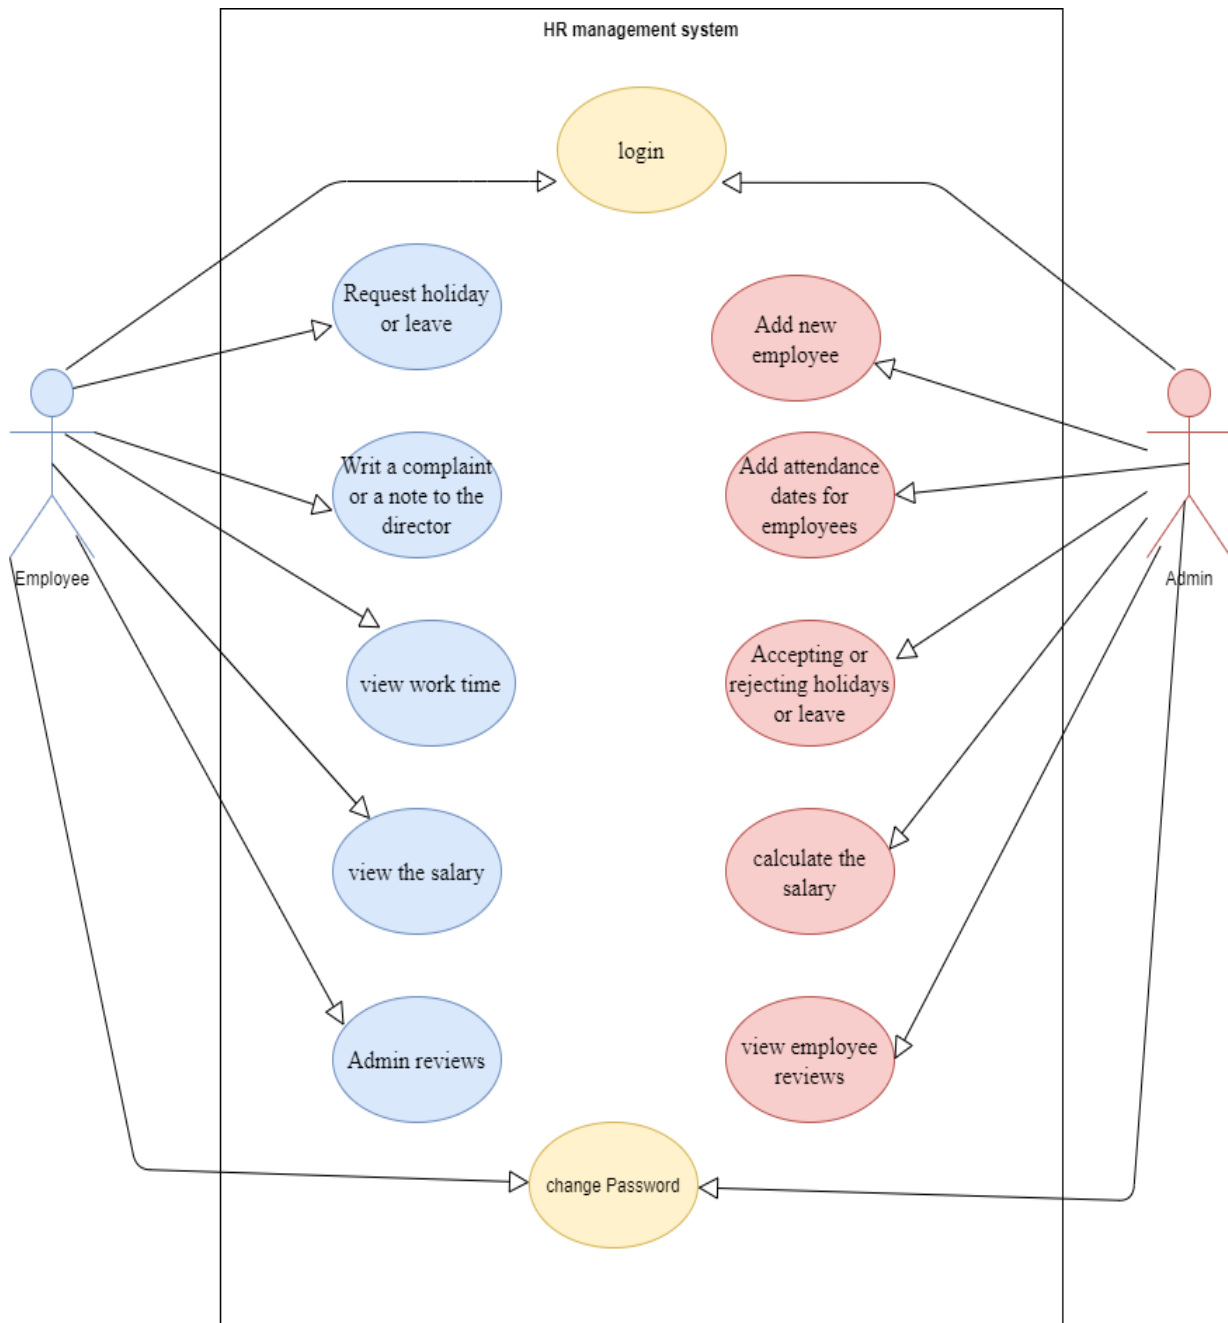 HR management system
login
Request holiday
or leave
Add new
employee
Writ a complaint
or a note to the
director
Add attendance
dates for
employees
Employee
Admin
view work time
Accepting or
rejecting holidays
or leave
view the salary
calculate the
salary
Admin reviews
view employee
reviews
change Password